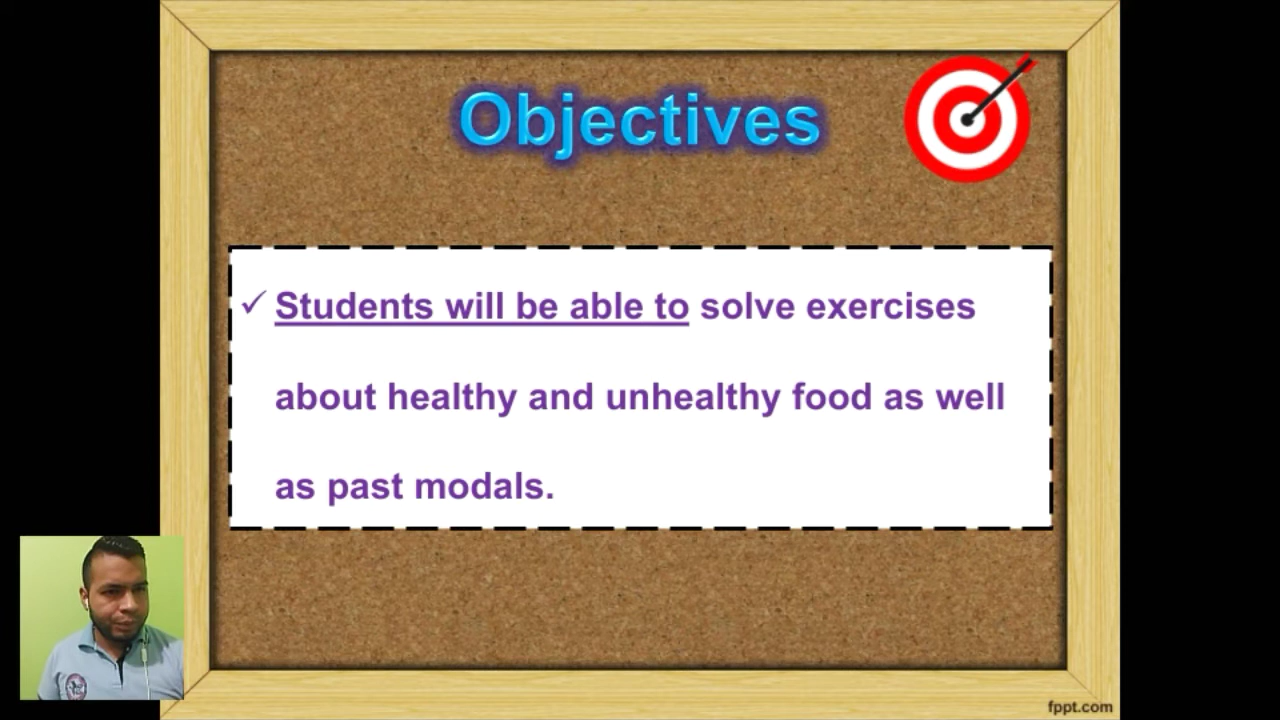 Objectives
✓ Students will be able to solve exercises
about healthy and unhealthy food as well
as past modals.
fppt.com